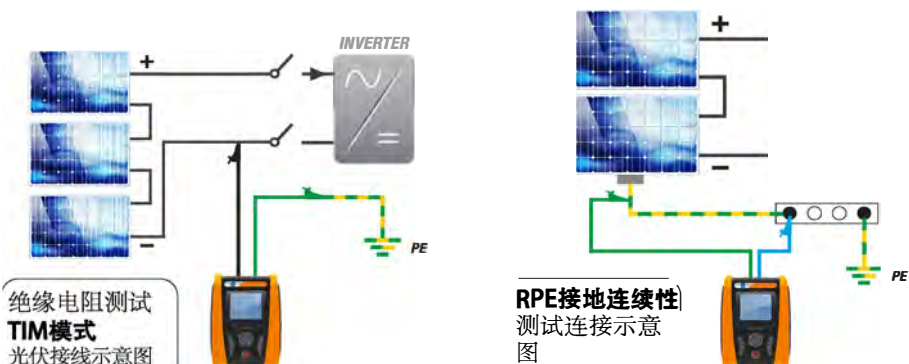 INVERTER
+
−
PE
绝缘电阻测试
TIM模式
光伏接线示意图
+
−
PE
RPE接地连续性
测试连接示意
图